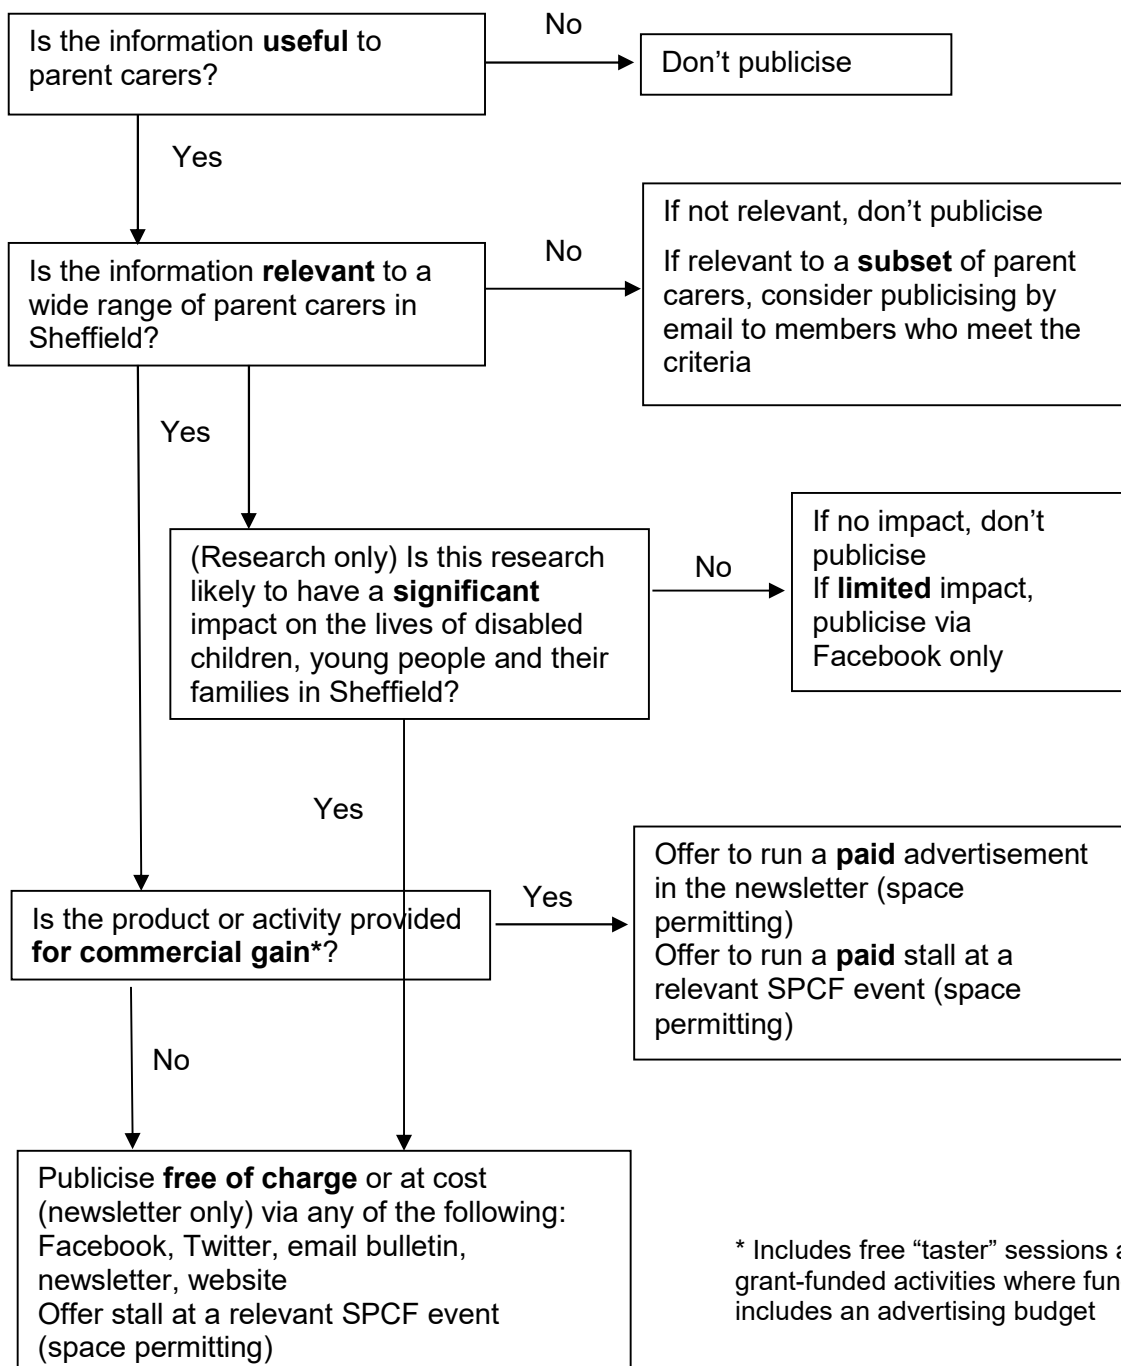 Is the information useful to
parent carers?
No
Don’t publicise
Yes
Is the information relevant to a
wide range of parent carers in
Sheffield?
No
If not relevant, don’t publicise
If relevant to a subset of parent
carers, consider publicising by
email to members who meet the
criteria
Yes
(Research only) Is this research
likely to have a significant
impact on the lives of disabled
children, young people and their
families in Sheffield?
No
If no impact, don’t
publicise
If limited impact,
publicise via
Facebook only
Yes
Is the product or activity provided
for commercial gain*?
Yes
Offer to run a paid advertisement
in the newsletter (space
permitting)
Offer to run a paid stall at a
relevant SPCF event (space
permitting)
No
Publicise free of charge or at cost
(newsletter only) via any of the following:
Facebook, Twitter, email bulletin,
newsletter, website
Offer stall at a relevant SPCF event
(space permitting)
* Includes free “taster” sessions
grant-funded activities where
includes an advertising budget